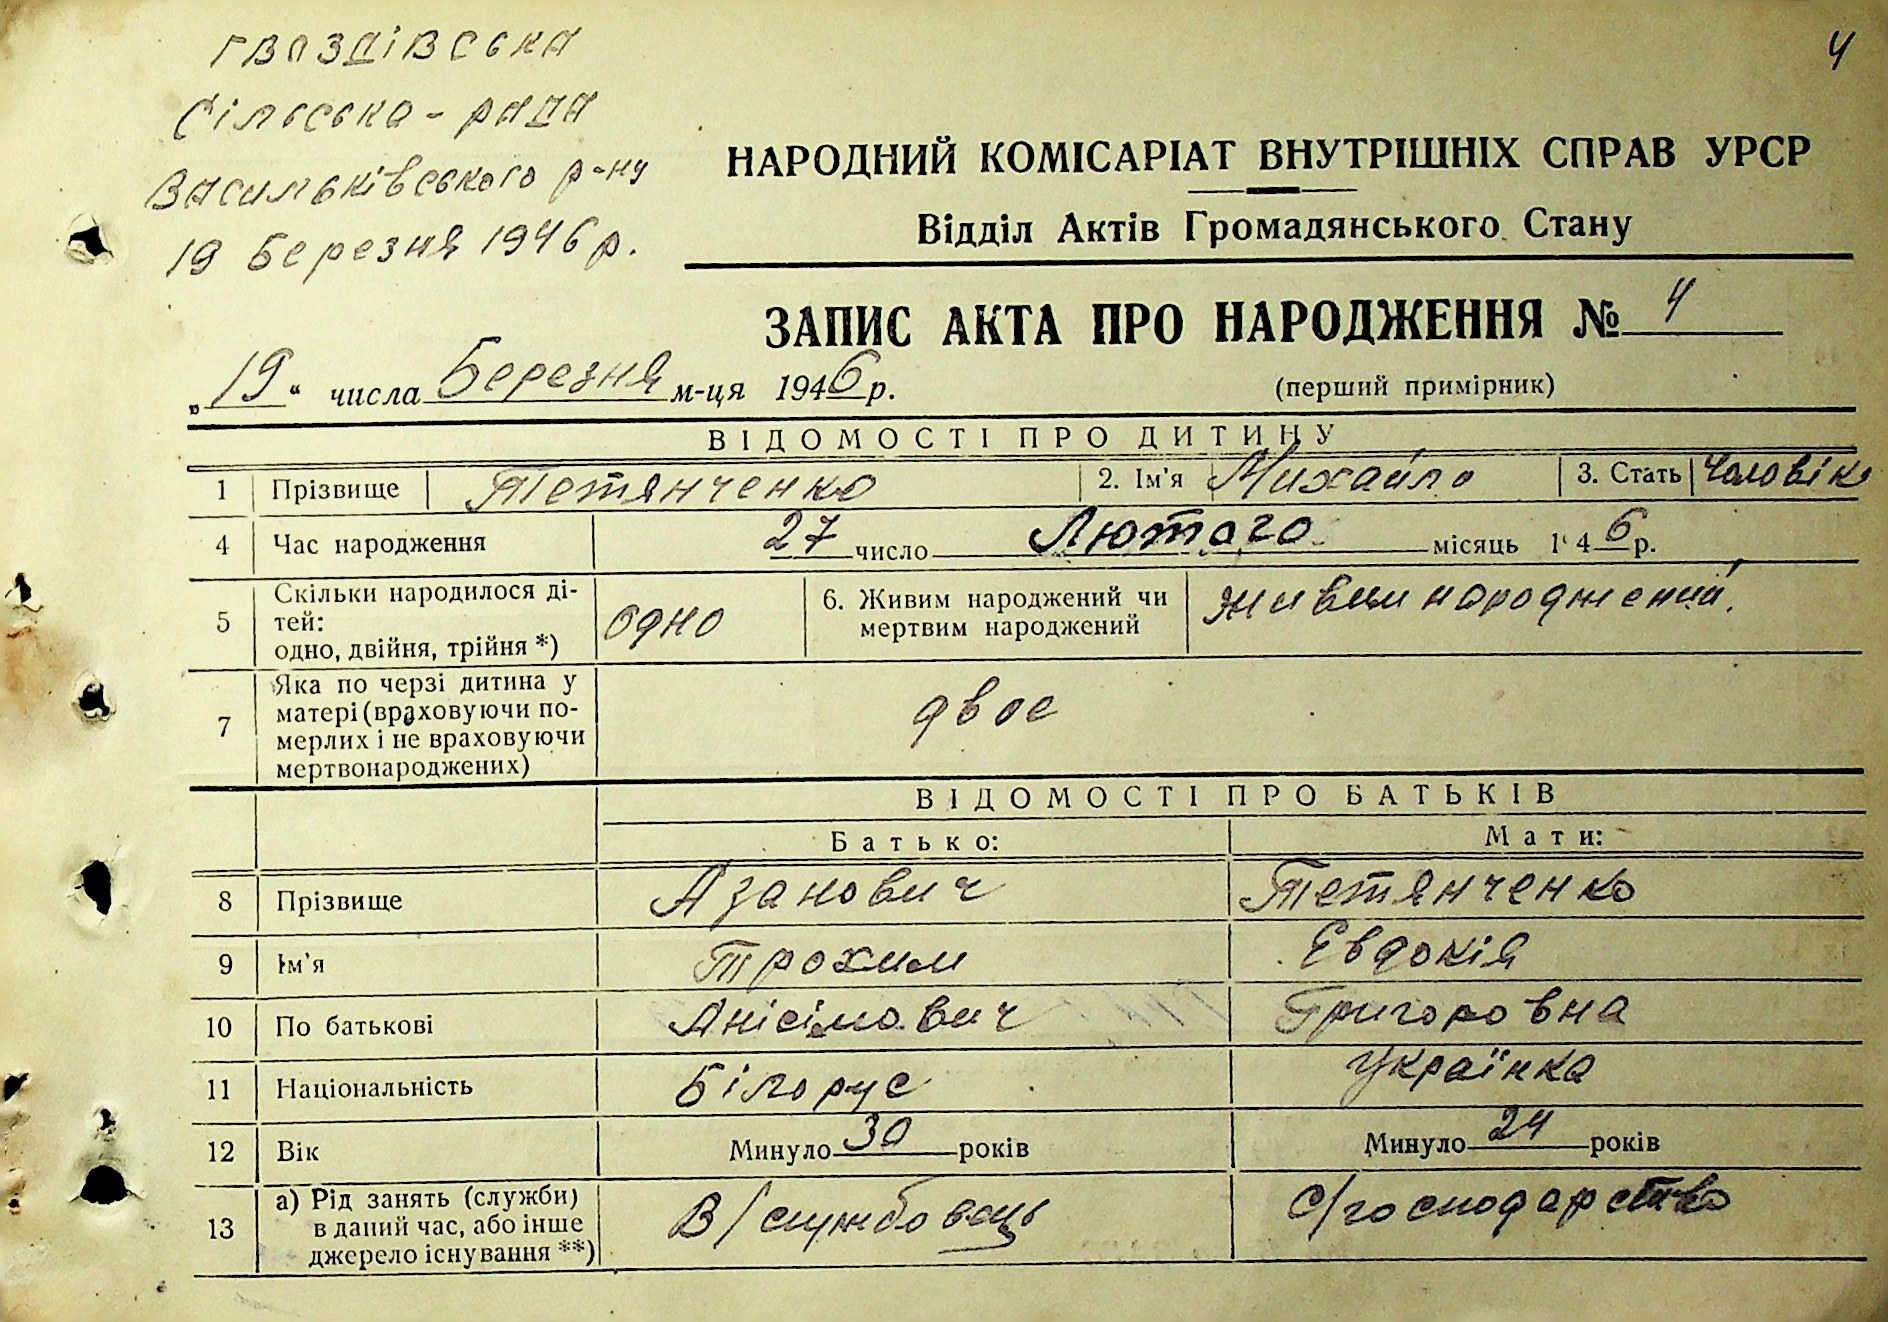 Гвоздівська
4
Сільська - рада
Васильківського р-ну
19 Березня 1946 р.
НАРОДНИЙ КОМІСАРІАТ ВНУТРІШНІХ СПРАВ УРСР
Відділ Актів Громадянського Стану
ЗАПИС АКТА ПРО НАРОДЖЕННЯ № 4
„19“ числа Березня м-ця 1946 р.
(перший примірник)
ВІДОМОСТІ ПРО ДИТИНУ
1 Прізвище Тетянченко 2. Ім'я Михайло 3. Стать Чоловік
4 Час народження 27 число Лютого місяць 1946 р.
5 Скільки народилося ді-
тей:
одно, двійня, трійня *) одно
6. Живим народжений чи
мертвим народжений живим народжений.
7 Яка по черзі дитина у
матері (враховуючи по-
мерлих і не враховуючи
мертвонароджених) двоє
ВІДОМОСТІ ПРО БАТЬКІВ
Батько: Мати:
8 Прізвище Азанович Тетянченко
9 Ім'я Трохим Євдокія
10 По батькові Анісімович Григоровна
11 Національність Білорус Українка
12 Вік Минуло 30 років Минуло 24 років
13 а) Рід занять (служби)
в даний час, або інше
джерело існування **) В/службовець С/господарство